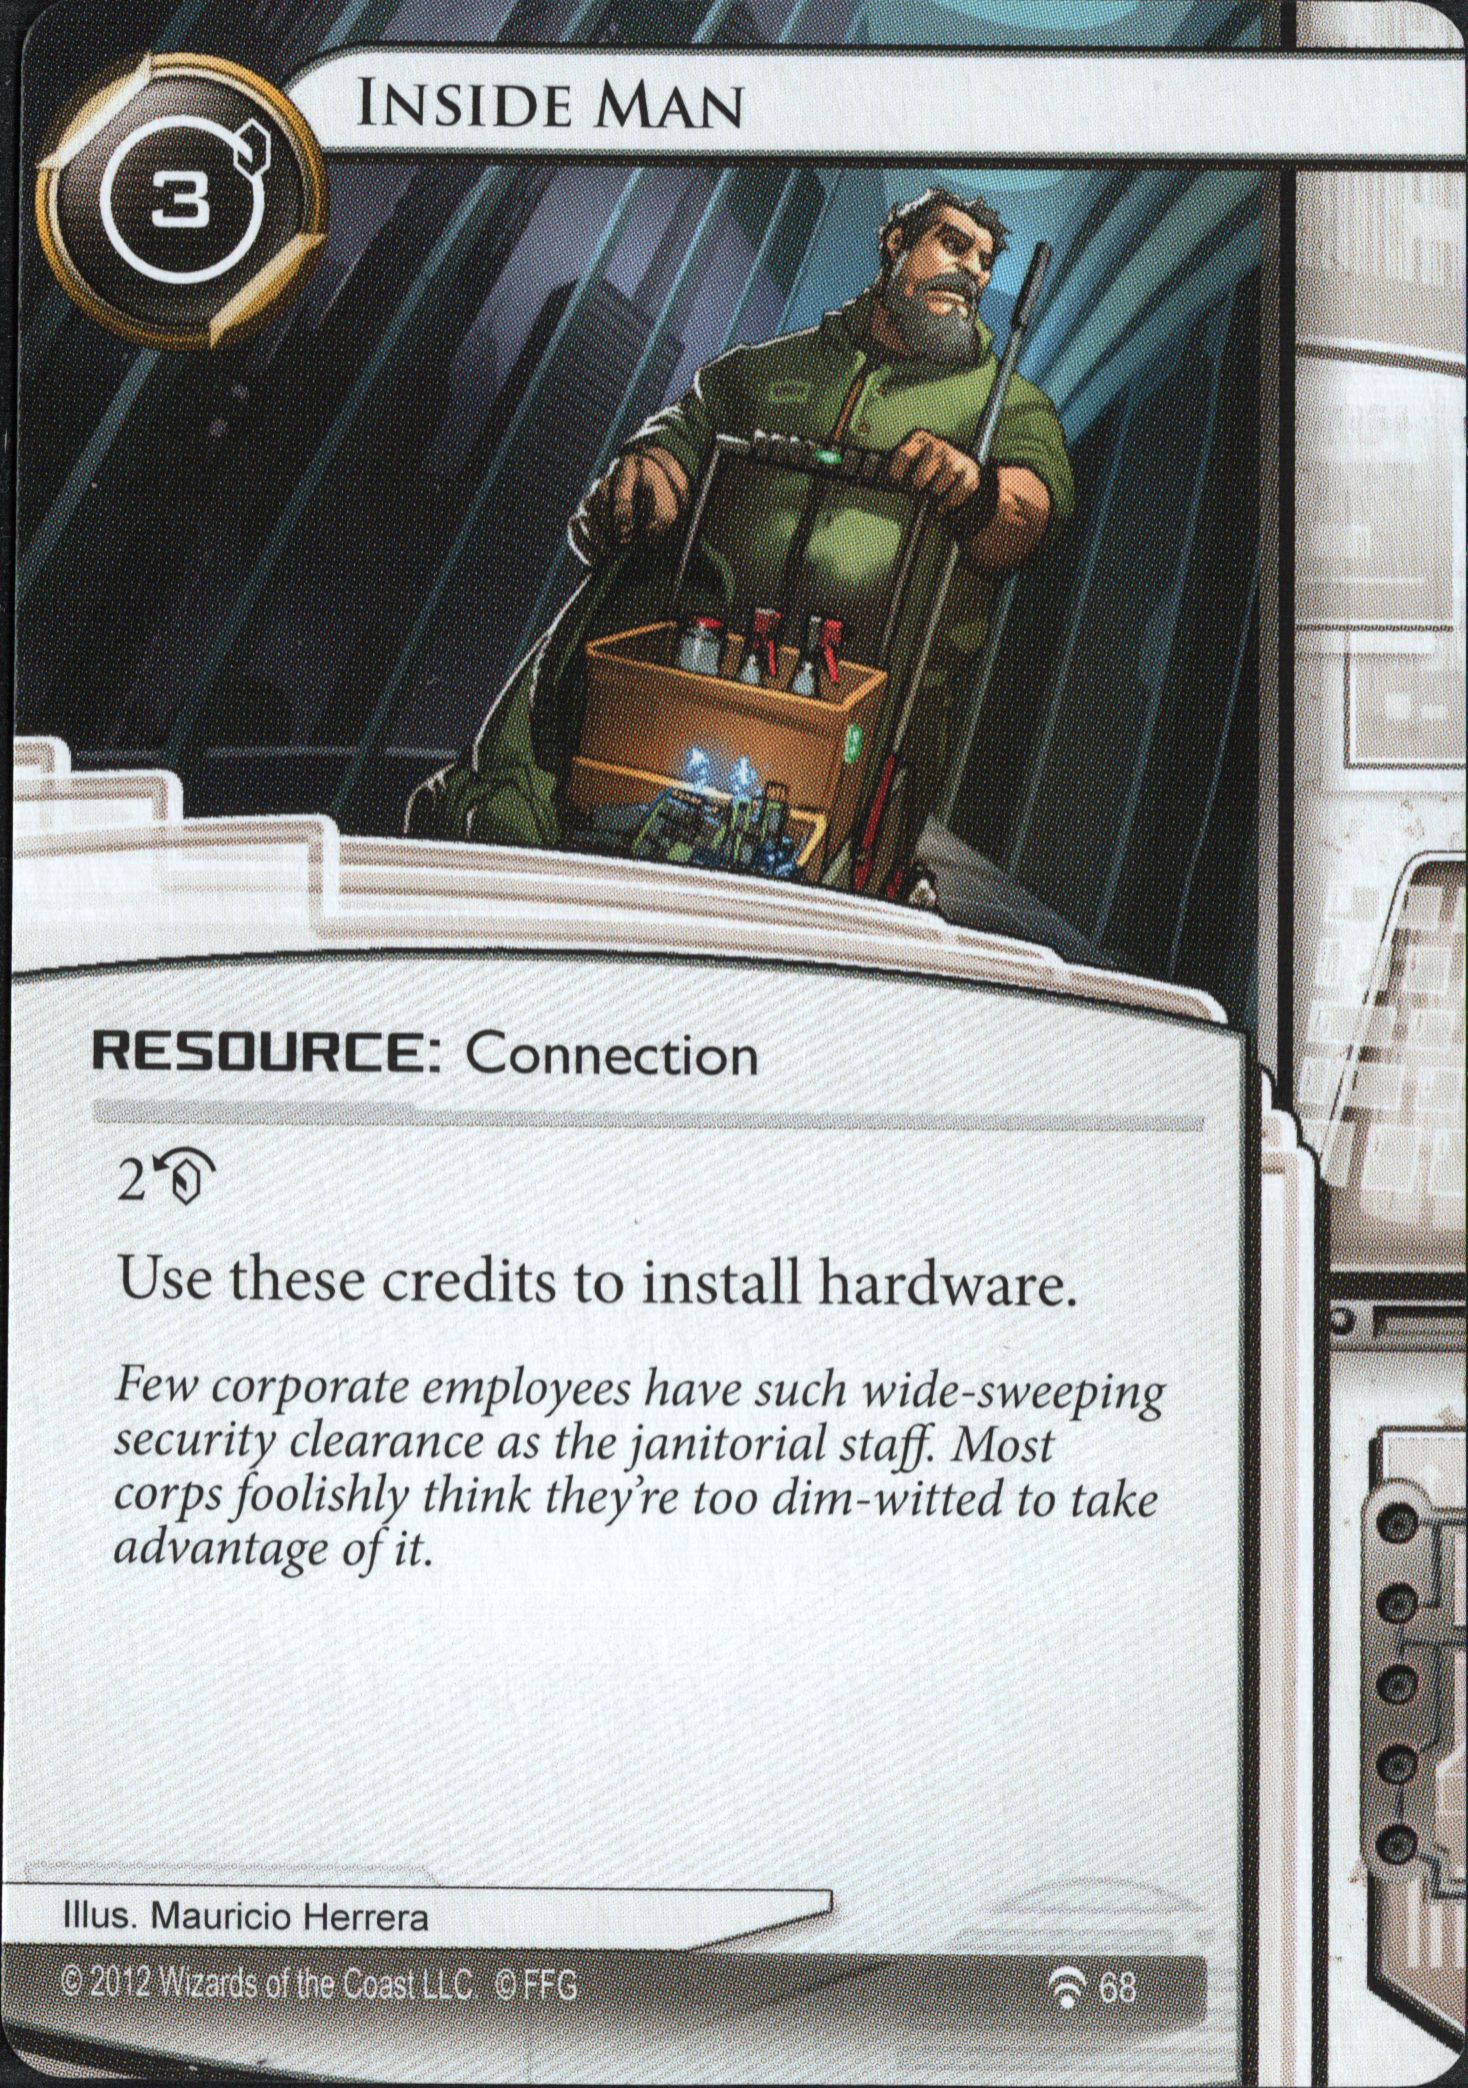 3
INSIDE MAN
RESOURCE: Connection
2
Use these credits to install hardware.
Few corporate employees have such wide-sweeping
security clearance as the janitorial staff. Most
corps foolishly think they're too dim-witted to take
advantage of it.
Illus. Mauricio Herrera
© 2012 Wizards of the Coast LLC. © FFG
68